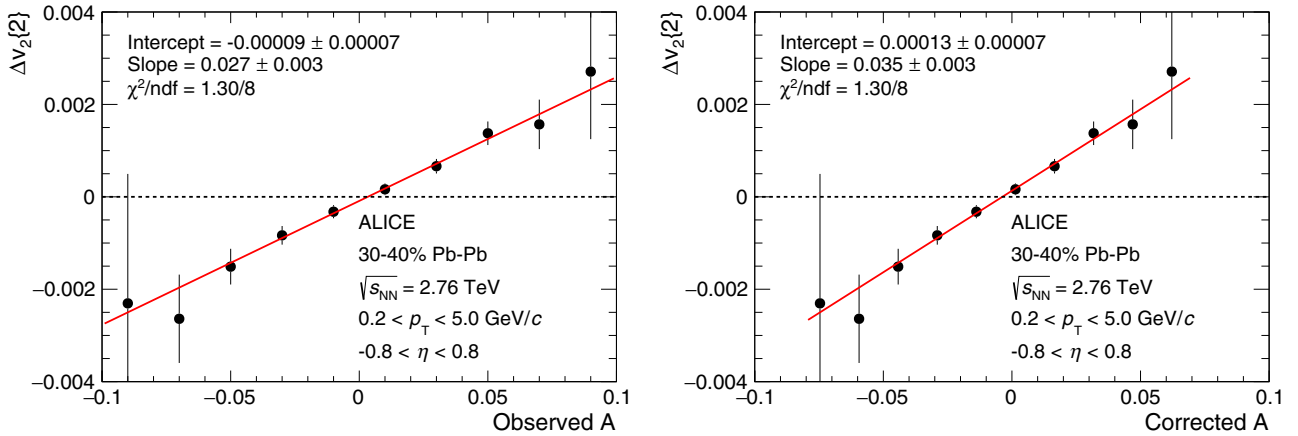 Δv₂{2}
Intercept = -0.00009 ± 0.00007
Slope = 0.027 ± 0.003
χ²/ndf = 1.30/8
0.004
0.002
0
−0.002
−0.004
ALICE
30-40% Pb-Pb
√s_NN = 2.76 TeV
0.2 < p_T < 5.0 GeV/c
-0.8 < η < 0.8
−0.1 −0.05 0 0.05 0.1
Observed A
Δv₂{2}
Intercept = 0.00013 ± 0.00007
Slope = 0.035 ± 0.003
χ²/ndf = 1.30/8
0.004
0.002
0
−0.002
−0.004
ALICE
30-40% Pb-Pb
√s_NN = 2.76 TeV
0.2 < p_T < 5.0 GeV/c
-0.8 < η < 0.8
−0.1 −0.05 0 0.05 0.1
Corrected A